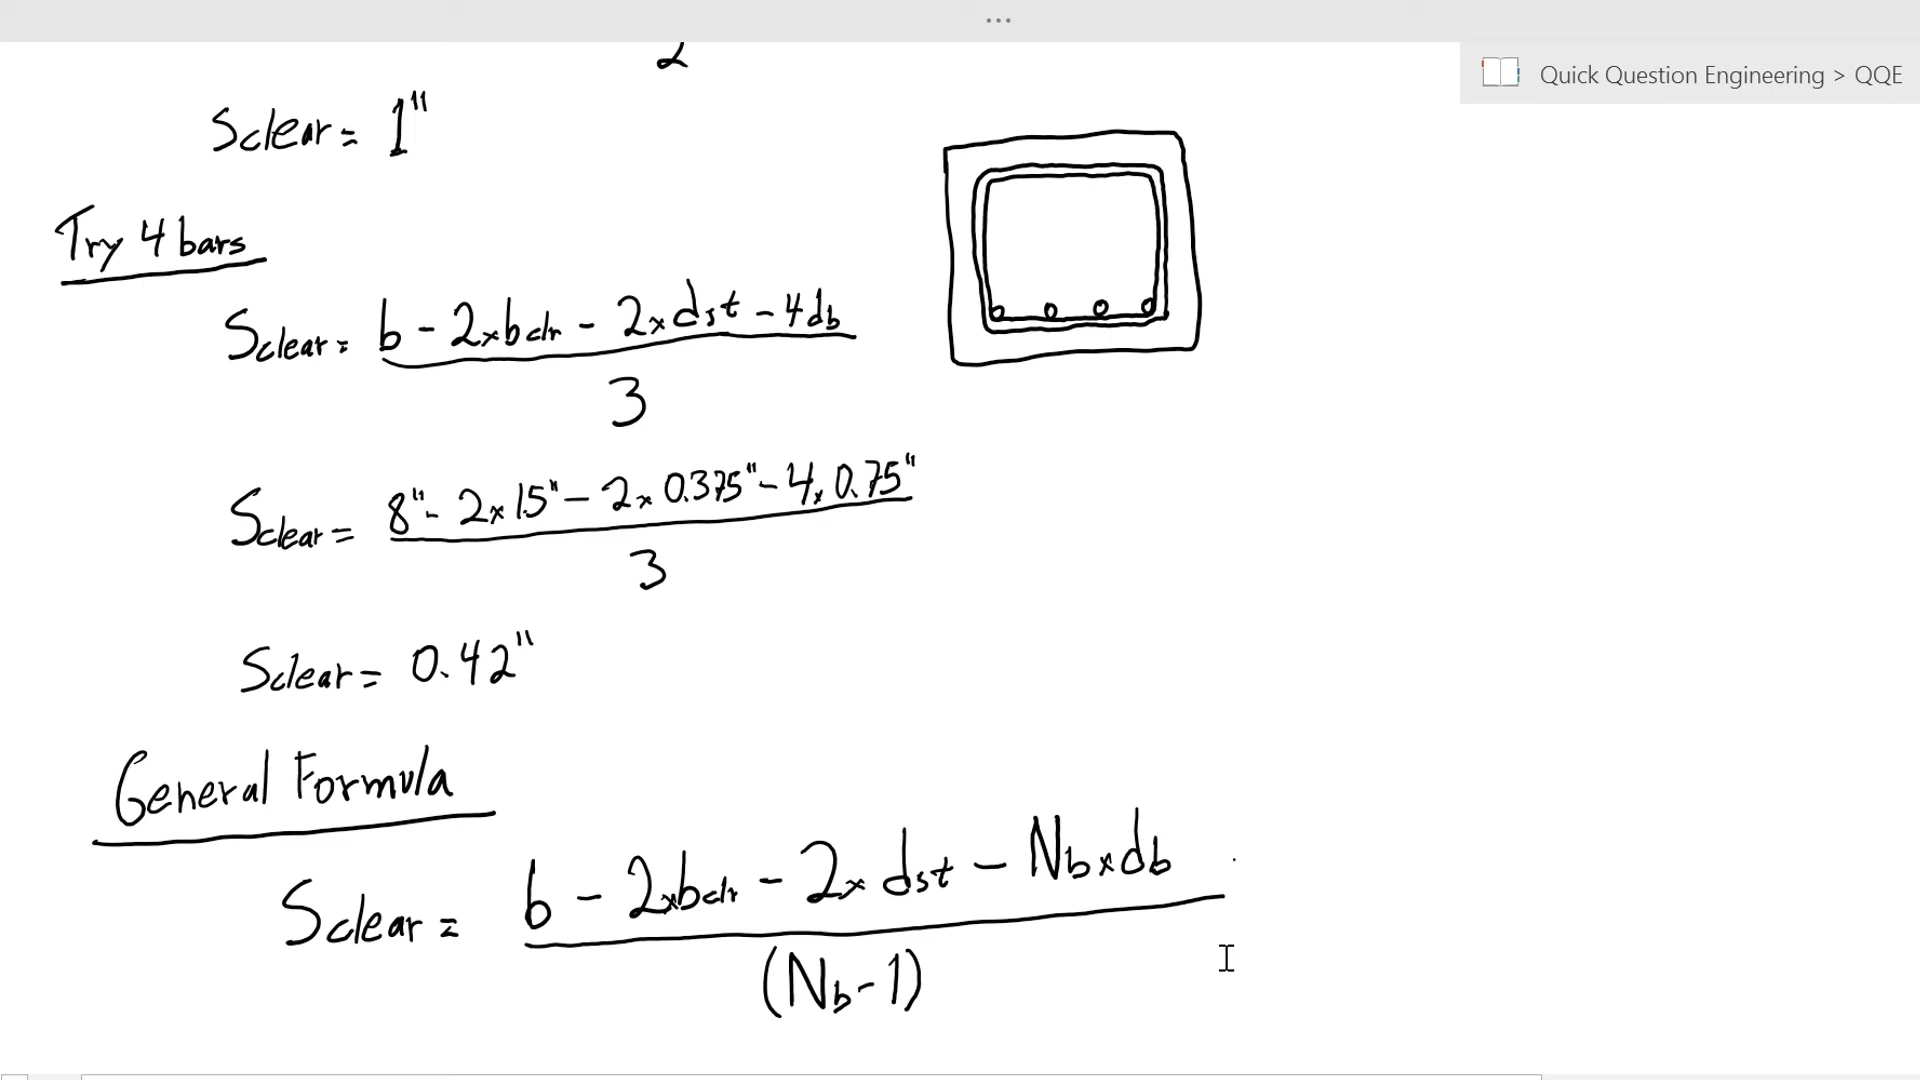 ...
Quick Question Engineering > QQE
2
Sclear = 1"
Try 4 bars
Sclear = b - 2xbclr - 2xdst - 4db
3
Sclear = 8" - 2x1.5" - 2x0.375" - 4x0.75"
3
Sclear = 0.42"
General Formula
Sclear = b - 2xbclr - 2xdst - Nbxdb
(Nb-1)